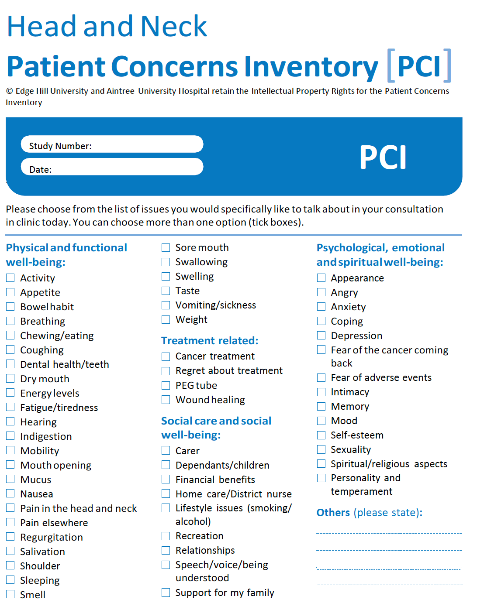 Head and Neck
Patient Concerns Inventory [PCI]
© Edge Hill University and Aintree University Hospital retain the Intellectual Property Rights for the Patient Concerns
Inventory
Study Number:
Date:
PCI
Please choose from the list of issues you would specifically like to talk about in your consultation
in clinic today. You can choose more than one option (tick boxes).
Physical and functional
well-being:
Activity
Appetite
Bowel habit
Breathing
Chewing/eating
Coughing
Dental health/teeth
Dry mouth
Energy levels
Fatigue/tiredness
Hearing
Indigestion
Mobility
Mouth opening
Mucus
Nausea
Pain in the head and neck
Pain elsewhere
Regurgitation
Salivation
Shoulder
Sleeping
Smell
Sore mouth
Swallowing
Swelling
Taste
Vomiting/sickness
Weight
Treatment related:
Cancer treatment
Regret about treatment
PEG tube
Wound healing
Social care and social
well-being:
Carer
Dependants/children
Financial benefits
Home care/District nurse
Lifestyle issues (smoking/
alcohol)
Recreation
Relationships
Speech/voice/being
understood
Support for my family
Psychological, emotional
and spiritual well-being:
Appearance
Angry
Anxiety
Coping
Depression
Fear of the cancer coming
back
Fear of adverse events
Intimacy
Memory
Mood
Self-esteem
Sexuality
Spiritual/religious aspects
Personality and
temperament
Others (please state):